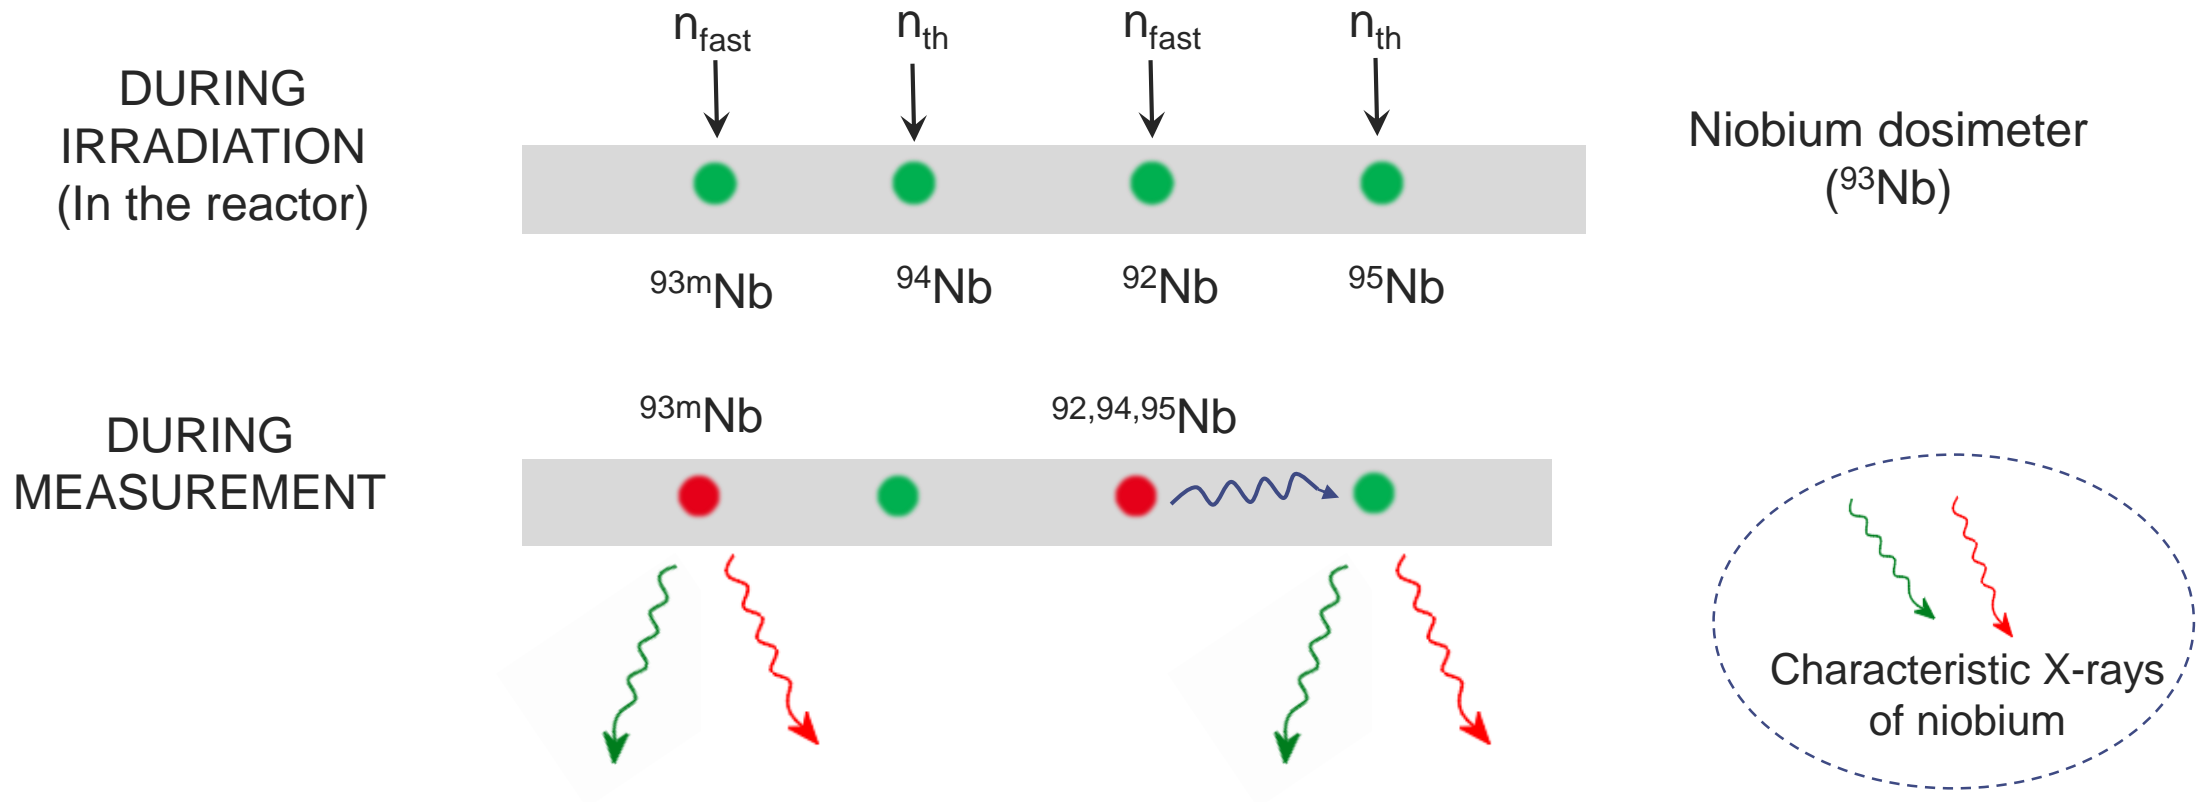 n_fast n_th n_fast n_th
DURING
IRRADIATION
(In the reactor)
Niobium dosimeter
(⁹³Nb)
⁹³ᵐNb ⁹⁴Nb ⁹²Nb ⁹⁵Nb
DURING
MEASUREMENT
⁹³ᵐNb ⁹²,⁹⁴,⁹⁵Nb
Characteristic X-rays
of niobium